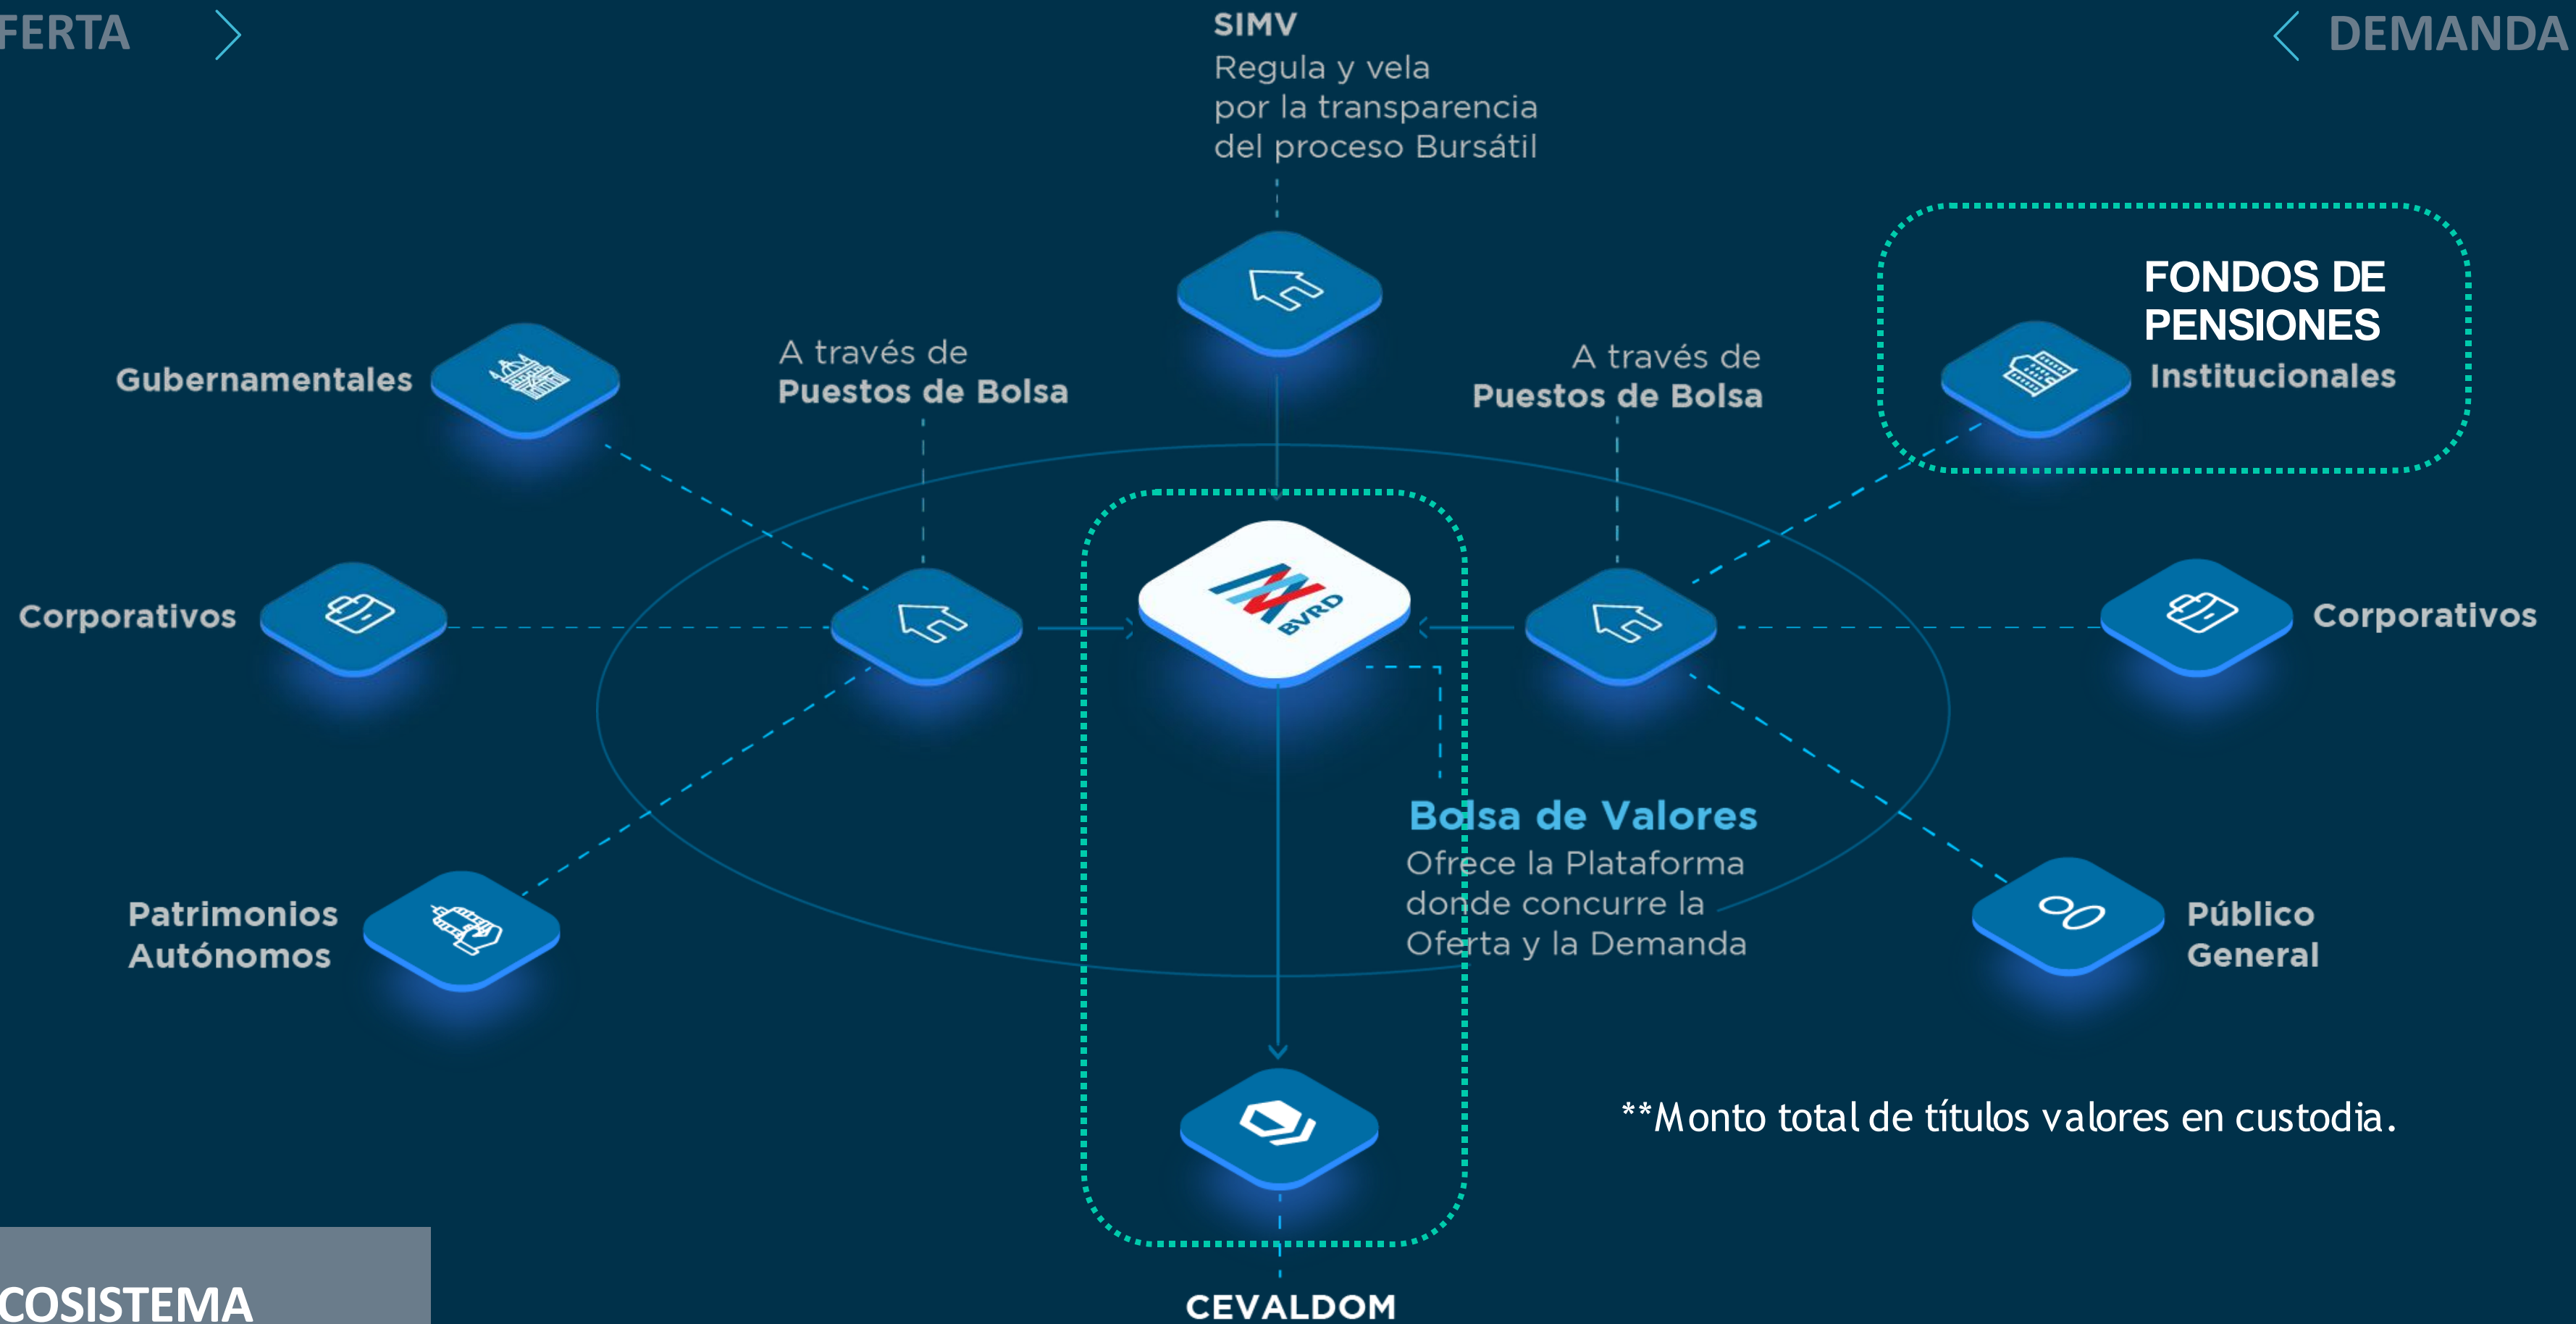 FERTA
DEMANDA
SIMV
Regula y vela
por la transparencia
del proceso Bursátil
FONDOS DE
PENSIONES
Institucionales
Gubernamentales
A través de
Puestos de Bolsa
A través de
Puestos de Bolsa
Corporativos
BVRD
Corporativos
Bolsa de Valores
Ofrece la Plataforma
donde concurre la
Oferta y la Demanda
Patrimonios
Autónomos
Público
General
**Monto total de títulos valores en custodia.
COSISTEMA
CEVALDOM